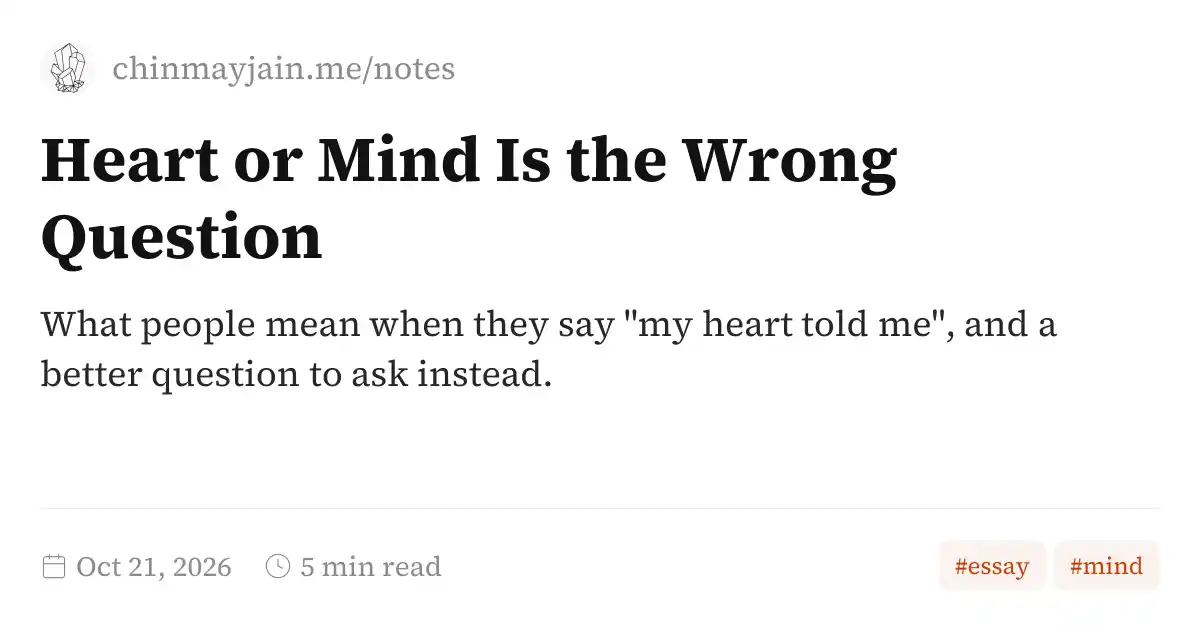 chinmayjain.me/notes
Heart or Mind Is the Wrong
Question
What people mean when they say "my heart told me", and a
better question to ask instead.
Oct 21, 2026 5 min read #essay #mind